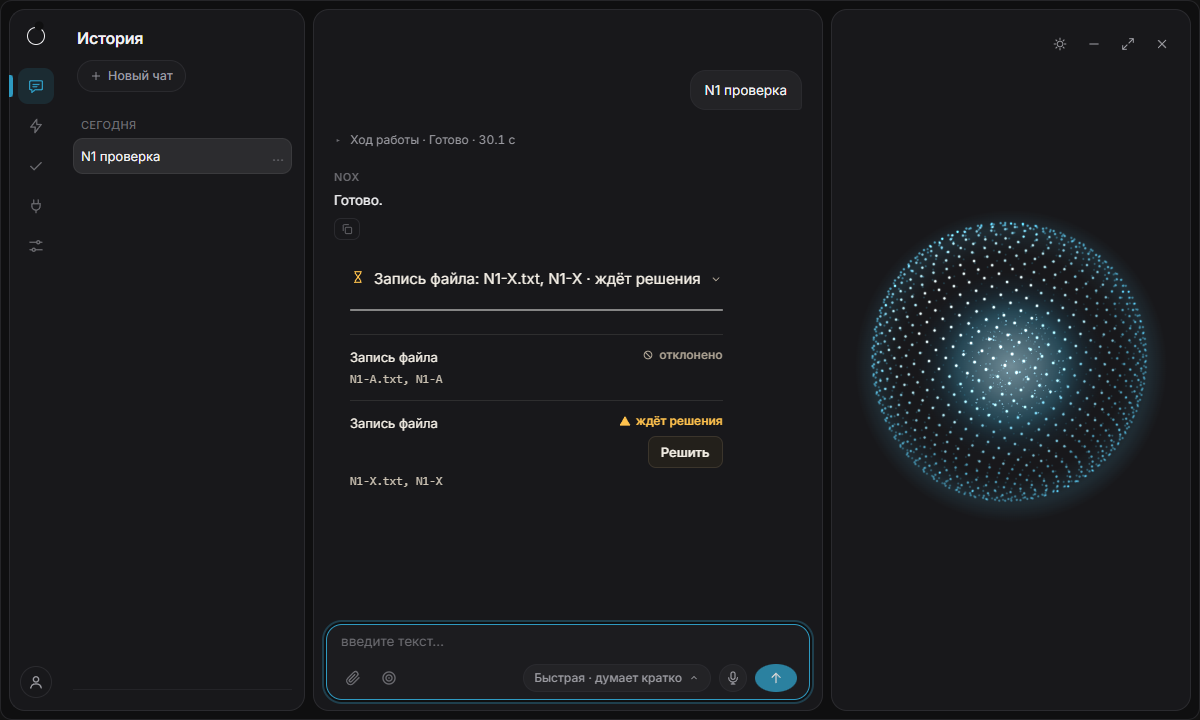 История
+ Новый чат
СЕГОДНЯ
N1 проверка
...
N1 проверка
Ход работы · Готово · 30.1 с
NOX
Готово.
Запись файла: N1-X.txt, N1-X · ждёт решения
Запись файла
отклонено
N1-A.txt, N1-A
Запись файла
ждёт решения
Решить
N1-X.txt, N1-X
введите текст...
Быстрая · думает кратко